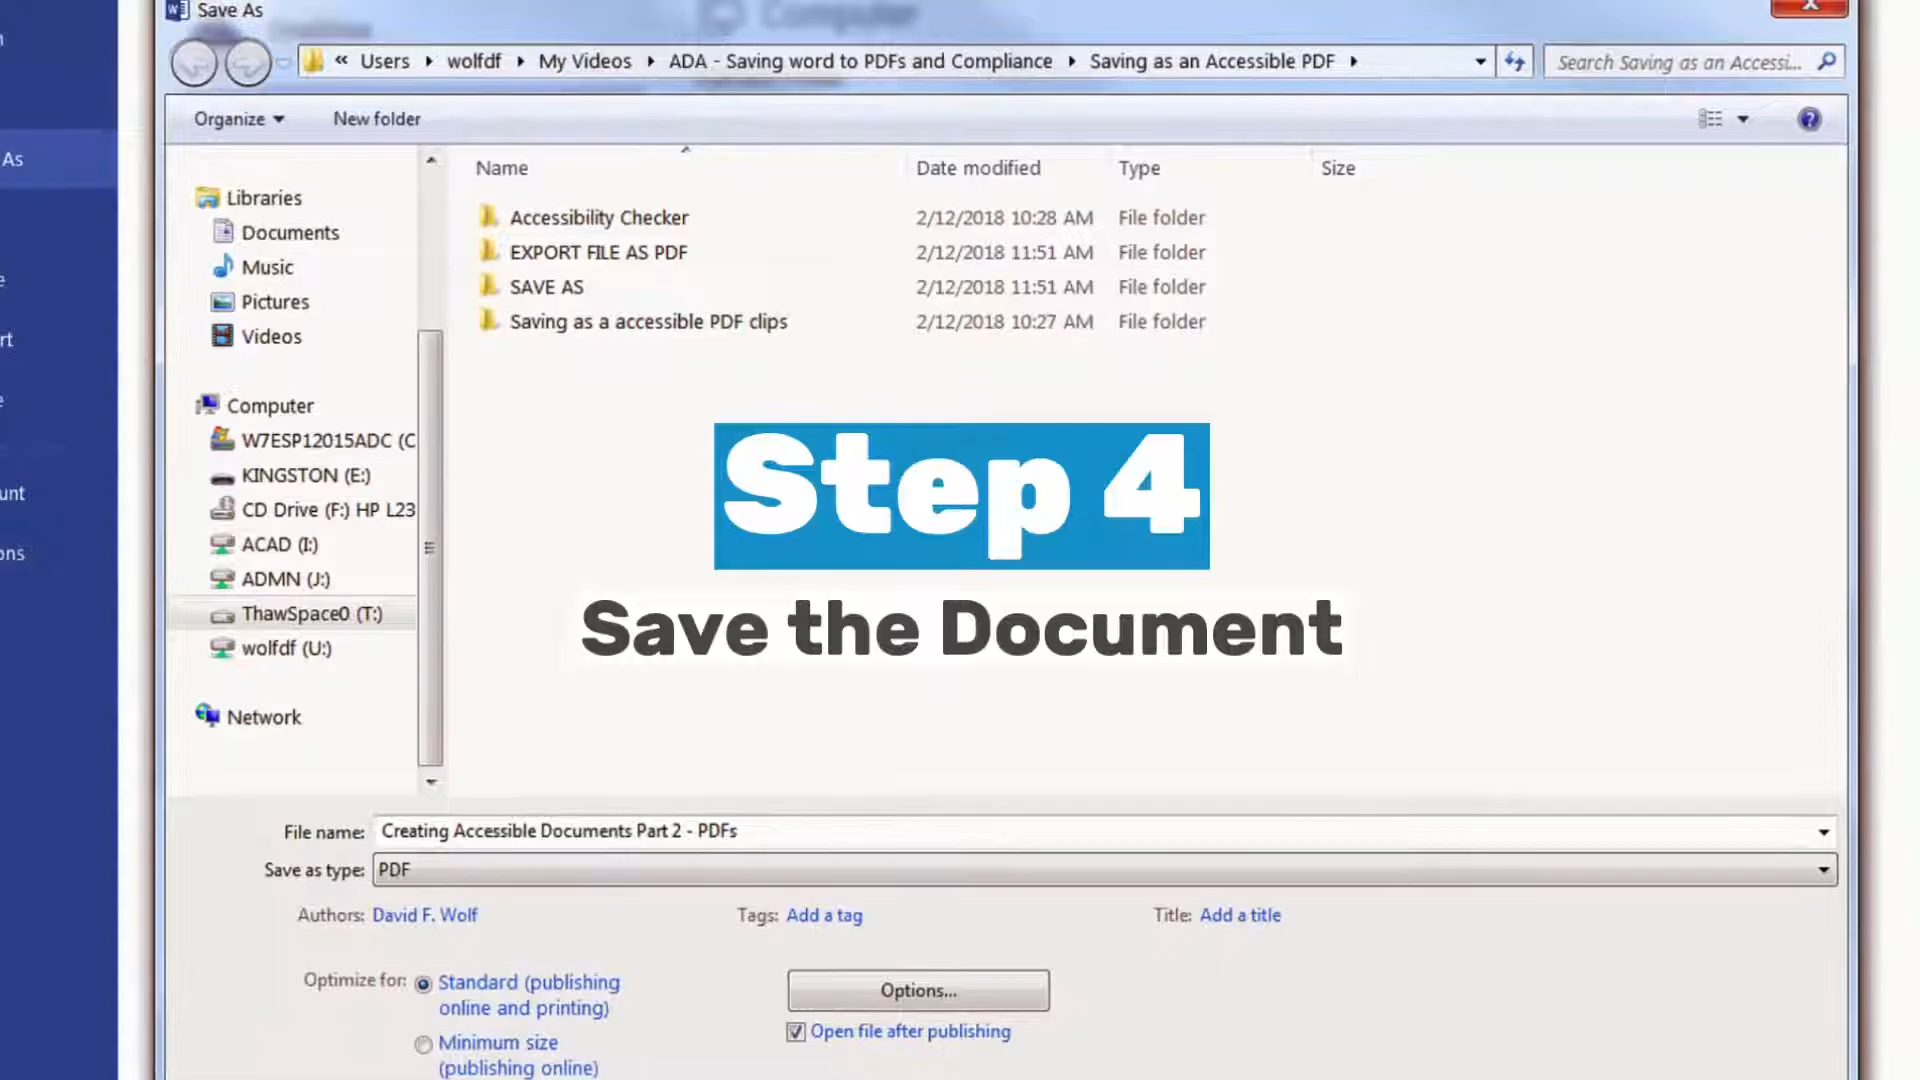 Save As
« Users ▸ wolfdf ▸ My Videos ▸ ADA - Saving word to PDFs and Compliance ▸ Saving as an Accessible PDF ▸
Search Saving as an Accessi...
Organize
New folder
Name
Date modified
Type
Size
Libraries
Documents
Music
Pictures
Videos
Computer
W7ESP12015ADC (C
KINGSTON (E:)
CD Drive (F:) HP L23
ACAD (I:)
ADMN (J:)
ThawSpace0 (T:)
wolfdf (U:)
Network
Accessibility Checker 2/12/2018 10:28 AM File folder
EXPORT FILE AS PDF 2/12/2018 11:51 AM File folder
SAVE AS 2/12/2018 11:51 AM File folder
Saving as a accessible PDF clips 2/12/2018 10:27 AM File folder
Step 4
Save the Document
File name: Creating Accessible Documents Part 2 - PDFs
Save as type: PDF
Authors: David F. Wolf
Tags: Add a tag
Title: Add a title
Optimize for:
Standard (publishing
online and printing)
Minimum size
(publishing online)
Options...
Open file after publishing
As
rt
unt
ons